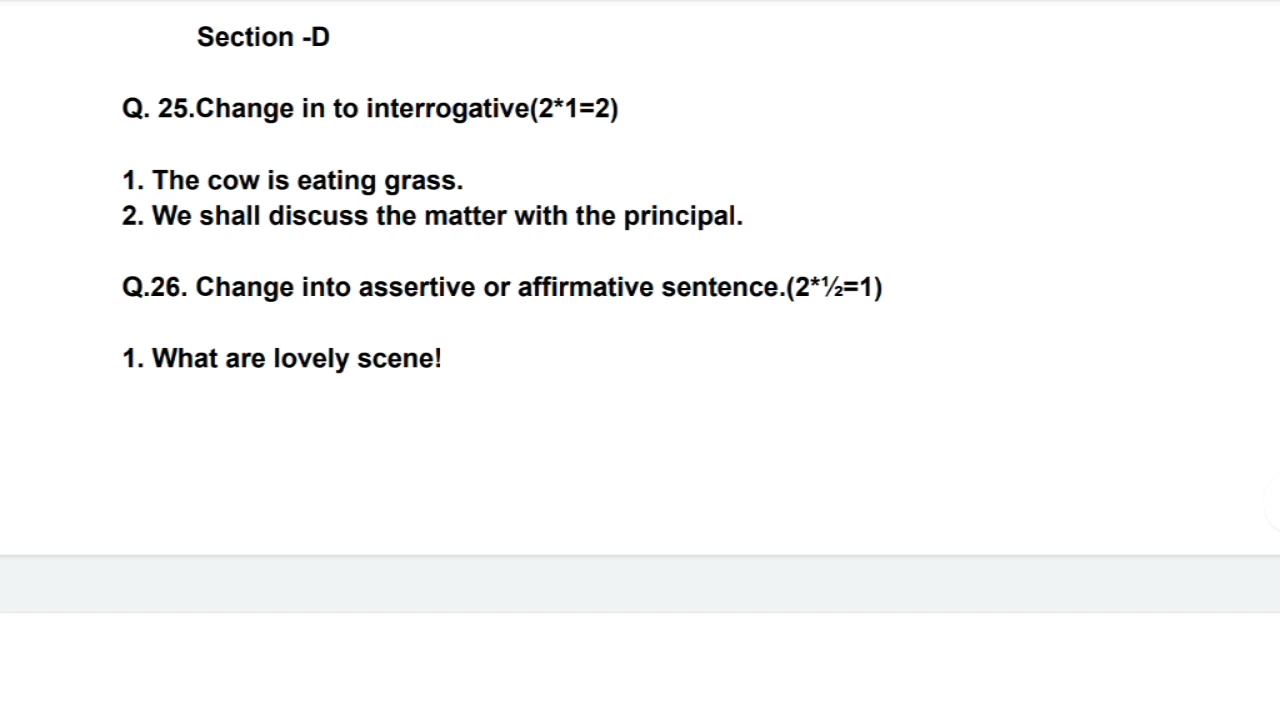 Section -D
Q. 25.Change in to interrogative(2*1=2)
1. The cow is eating grass.
2. We shall discuss the matter with the principal.
Q.26. Change into assertive or affirmative sentence.(2*½=1)
1. What are lovely scene!